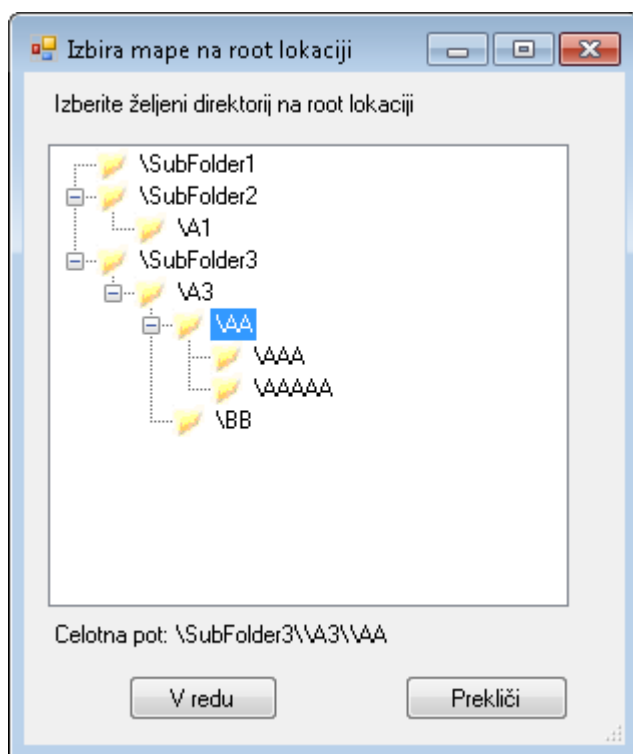 Izbira mape na root lokaciji
Izberite željeni direktorij na root lokaciji
\SubFolder1
\SubFolder2
\A1
\SubFolder3
\A3
\AA
\AAA
\AAAAA
\BB
Celotna pot: \SubFolder3\\A3\\AA
V redu
Prekliči